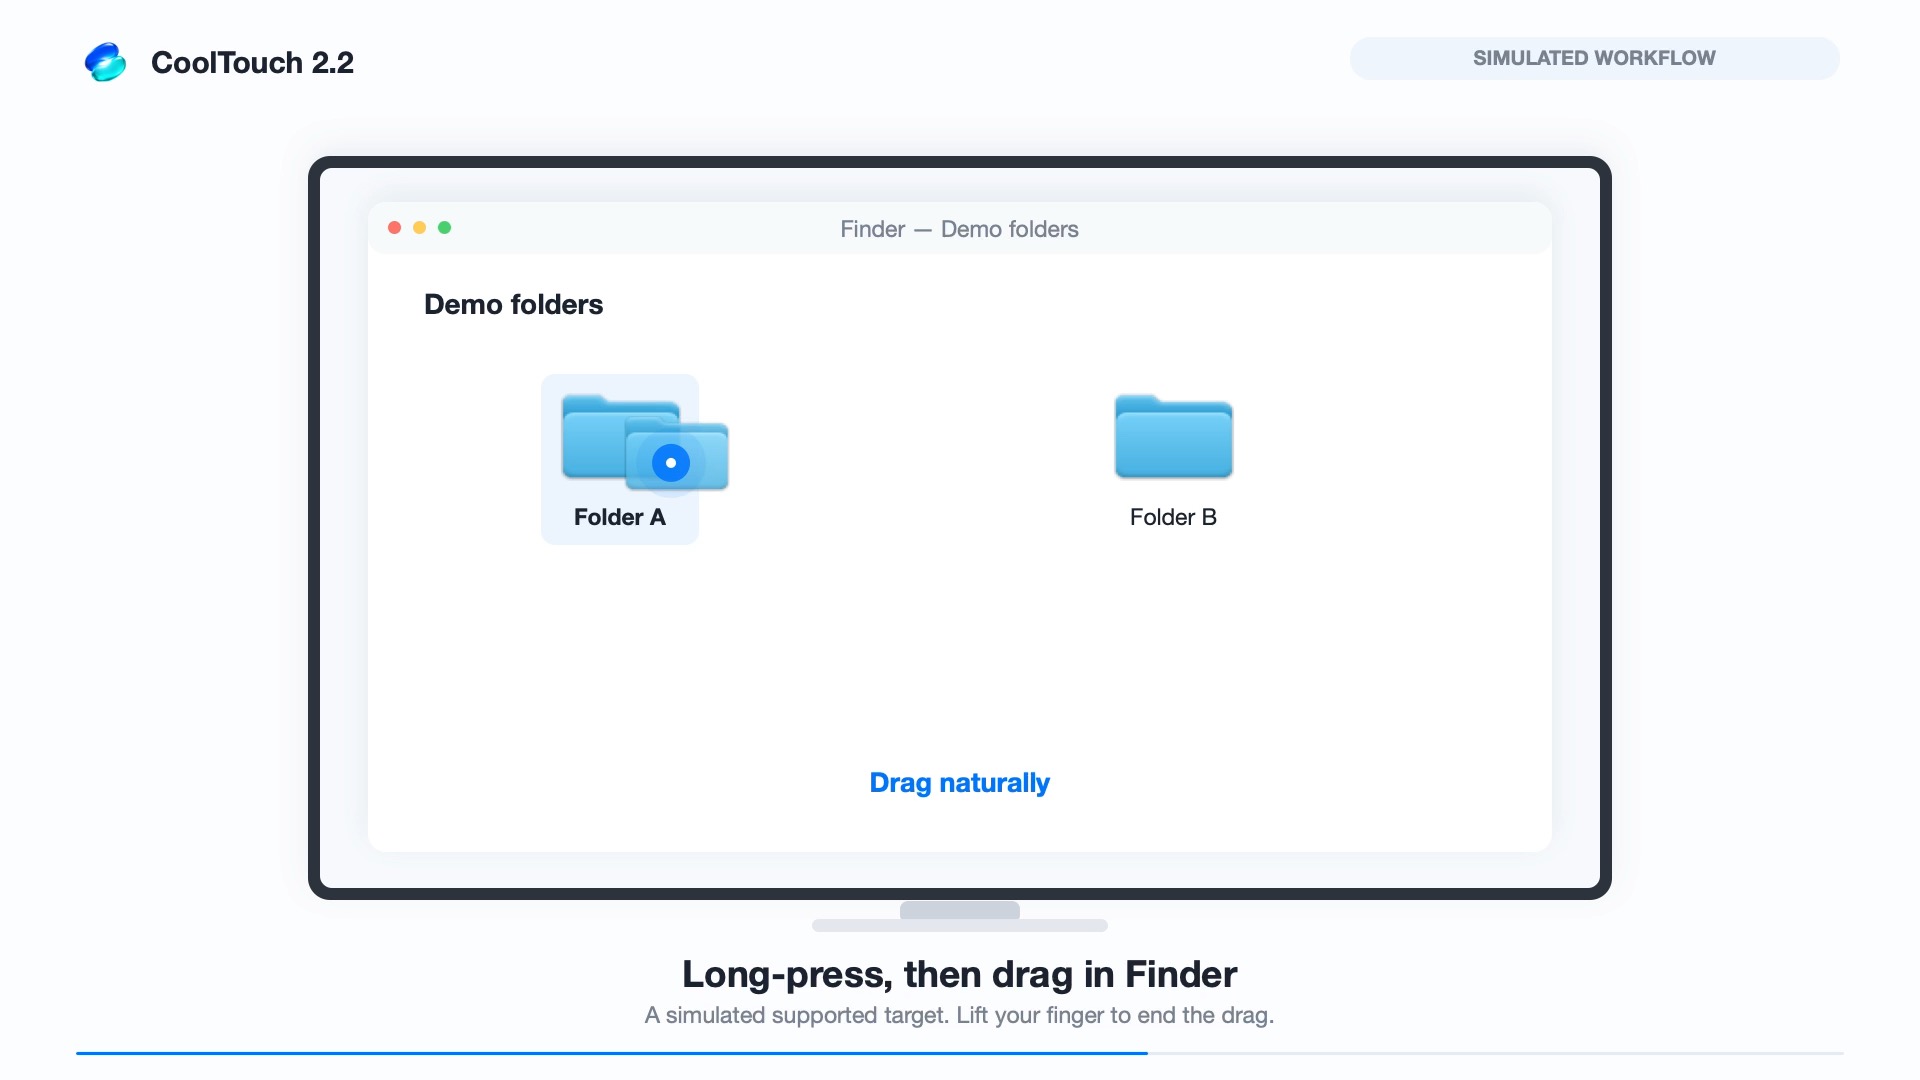 CoolTouch 2.2
SIMULATED WORKFLOW
Finder — Demo folders
Demo folders
Folder A
Folder B
Drag naturally
Long-press, then drag in Finder
A simulated supported target. Lift your finger to end the drag.